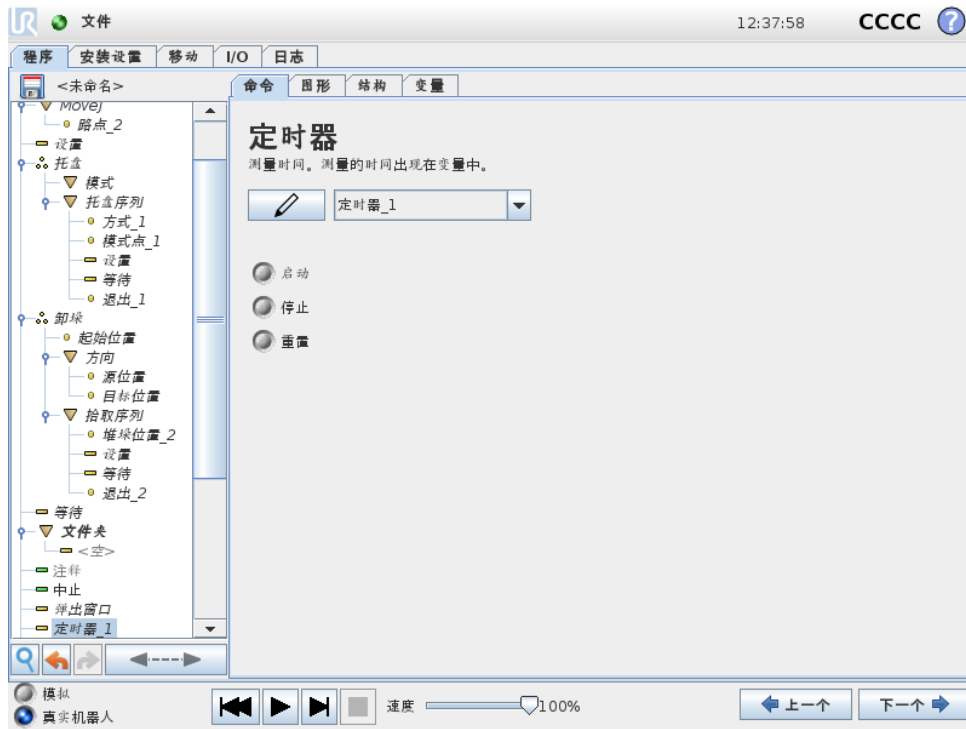 UR 文件 12:37:58 CCCC ?
程序 安装设置 移动 I/O 日志
<未命名>
命令 图形 结构 变量
MoveJ
路点_2
设置
托盘
模式
托盘序列
方式_1
模式点_1
设置
等待
退出_1
卸垛
起始位置
方向
源位置
目标位置
拾取序列
堆垛位置_2
设置
等待
退出_2
等待
文件夹
<空>
注释
中止
弹出窗口
定时器_1
定时器
测量时间。测量的时间出现在变量中。
定时器_1
启动
停止
重置
模拟
真实机器人
速度 100%
上一个 下一个